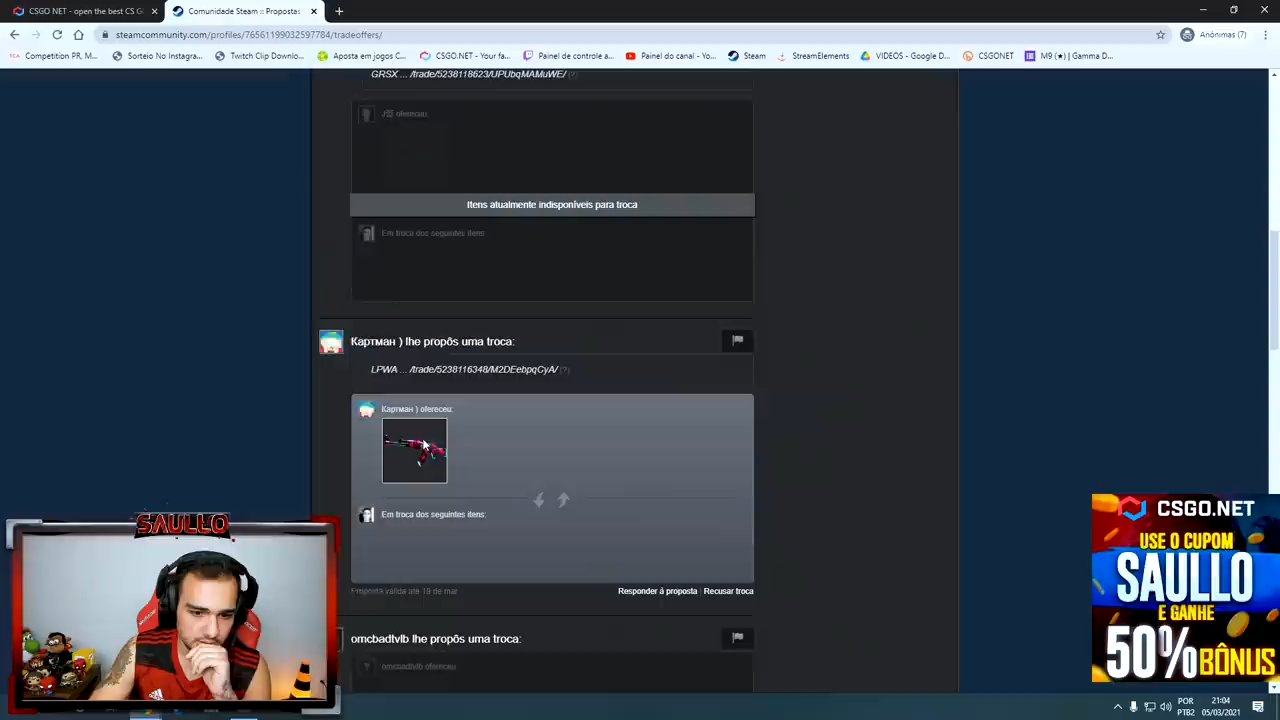 CSGO NET - open the best CS G
Comunidade Steam :: Proposta:
steamcommunity.com/profiles/76561199032597784/tradeoffers/
Anónimas (7)
Competition PR, M...
Sorteio No Instagra...
Twitch Clip Downlo...
Aposta em jogos C...
CSGO.NET - Your fa...
Painel de controle a...
Painel do canal - Yo...
Steam
StreamElements
VIDEOS - Google D...
CSGONET
M9 (★) | Gamma D...
GRSX ... /trade/5238118623/UPUbqMAMuWE/ (?)
ofereceu:
Itens atualmente indisponíveis para troca
Em troca dos seguintes itens:
Картман ) lhe propôs uma troca:
LPWA ... /trade/5238116348/M2DEebpqCyA/ (?)
Картман ) ofereceu:
Em troca dos seguintes itens:
Proposta válida até 19 de mar
Responder à proposta | Recusar troca
omcbadtvlb lhe propôs uma troca:
omcbadtvlb ofereceu
SAULLO
CSGO.NET
USE O CUPOM
SAULLO
E GANHE
50% BÔNUS
POR
PTB2
21:04
05/03/2021